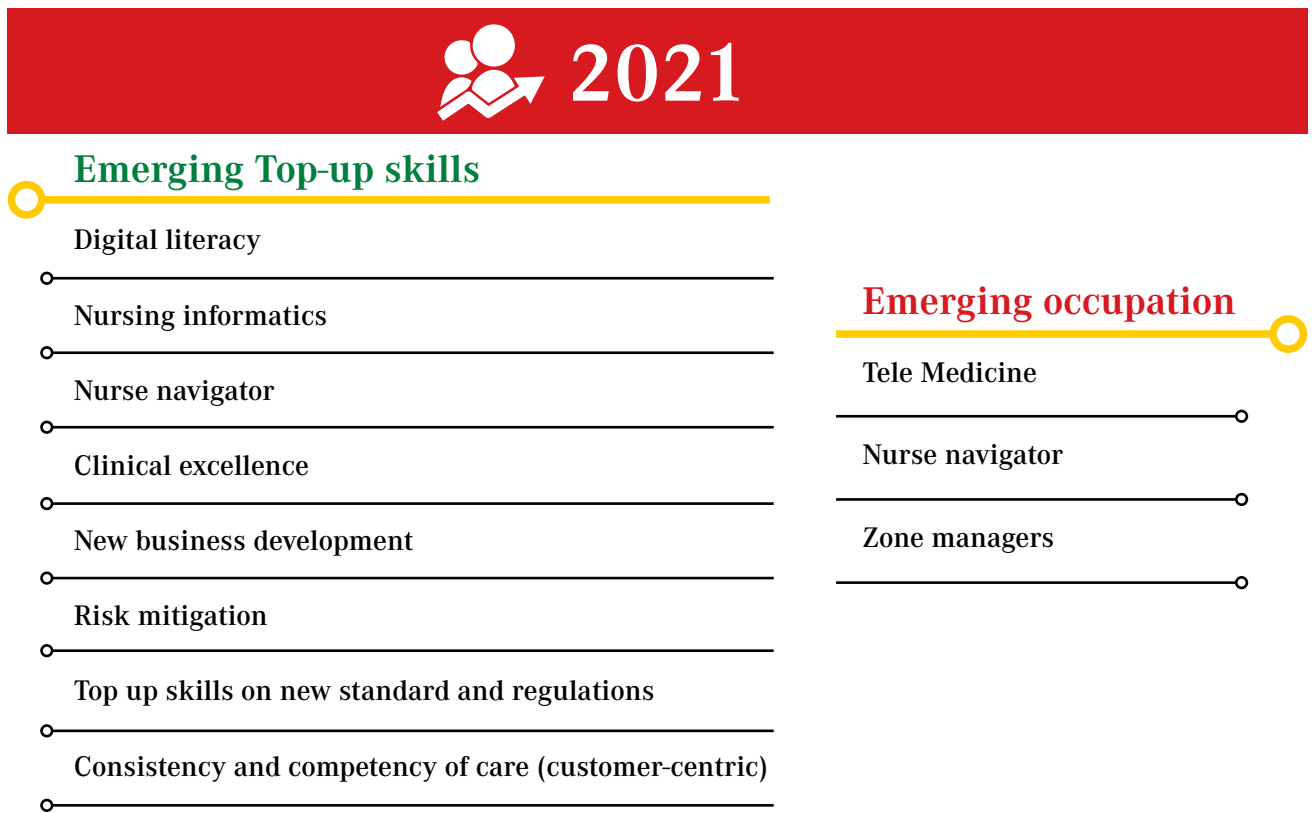 2021
Emerging Top-up skills
Digital literacy
Nursing informatics
Nurse navigator
Clinical excellence
New business development
Risk mitigation
Top up skills on new standard and regulations
Consistency and competency of care (customer-centric)
Emerging occupation
Tele Medicine
Nurse navigator
Zone managers